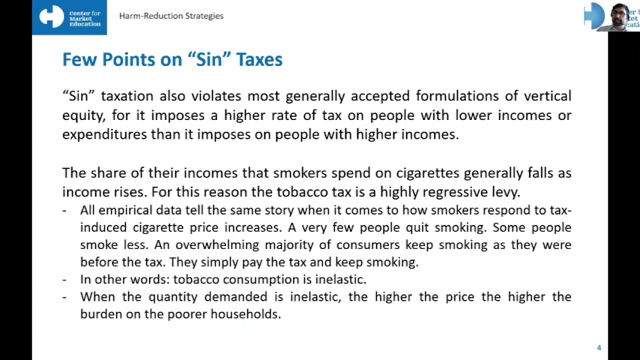 Center for
Market
Education
Harm-Reduction Strategies
Few Points on "Sin" Taxes
"Sin" taxation also violates most generally accepted formulations of vertical
equity, for it imposes a higher rate of tax on people with lower incomes or
expenditures than it imposes on people with higher incomes.
The share of their incomes that smokers spend on cigarettes generally falls as
income rises. For this reason the tobacco tax is a highly regressive levy.
- All empirical data tell the same story when it comes to how smokers respond to tax-
induced cigarette price increases. A very few people quit smoking. Some people
smoke less. An overwhelming majority of consumers keep smoking as they were
before the tax. They simply pay the tax and keep smoking.
- In other words: tobacco consumption is inelastic.
- When the quantity demanded is inelastic, the higher the price the higher the
burden on the poorer households.
4